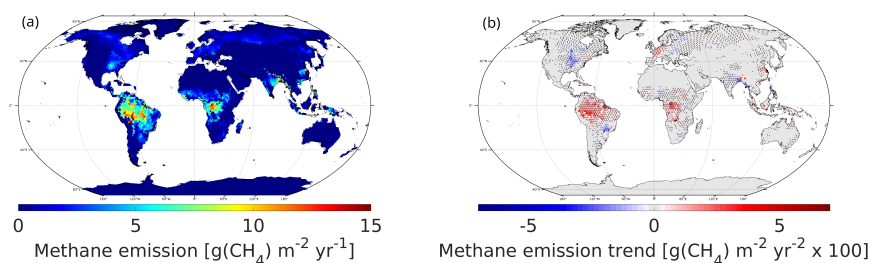 (a)
(b)
0 5 10 15
Methane emission [g(CH4) m-2 yr-1]
-5 0 5
Methane emission trend [g(CH4) m-2 yr-2 x 100]